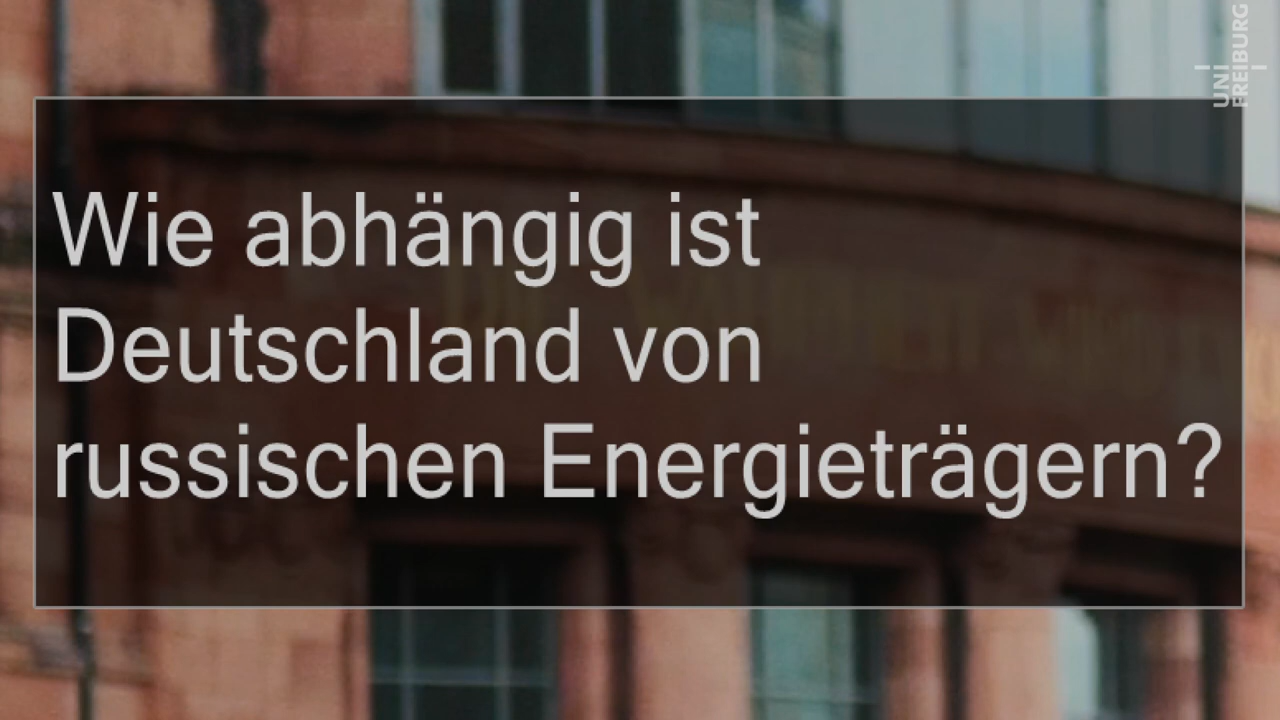 Wie abhängig ist
Deutschland von
russischen Energieträgern?
UNI
FREIBURG